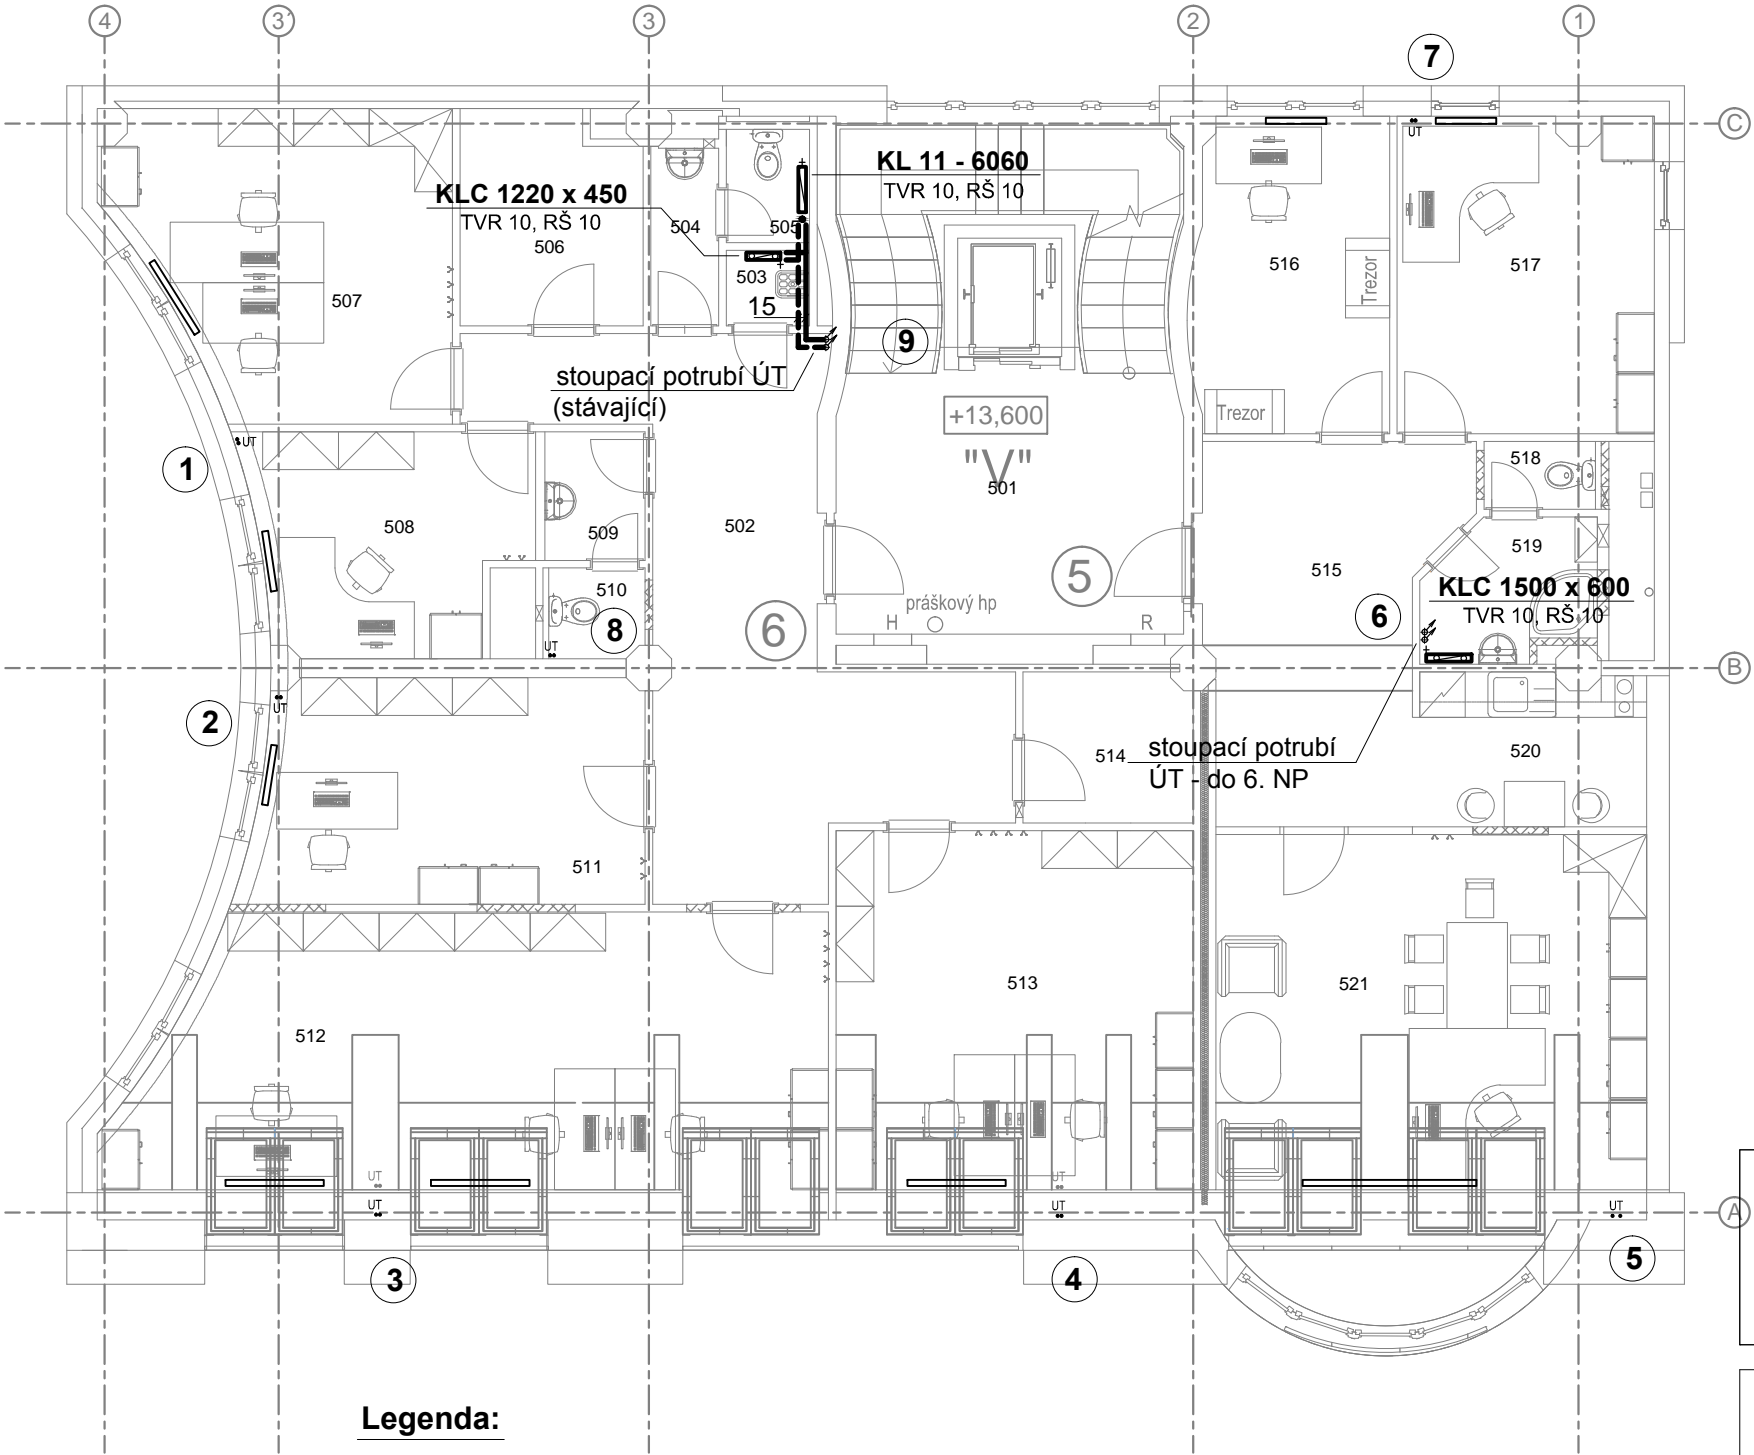 4
3´
3
2
1
7
C
KL 11 - 6060
TVR 10, RŠ 10
KLC 1220 x 450
TVR 10, RŠ 10
UT
504
505
506
503
507
15
516
Trezor
517
9
stoupací potrubí ÚT
(stávající)
+13,600
Trezor
"V"
501
UT
1
518
508
502
509
519
510
5
515
KLC 1500 x 600
TVR 10, RŠ 10
práškový hp
H
R
8
6
6
UT
B
UT
2
514
stoupací potrubí
ÚT - do 6. NP
520
511
513
521
512
UT
UT
UT
UT
UT
A
3
4
5
Legenda: